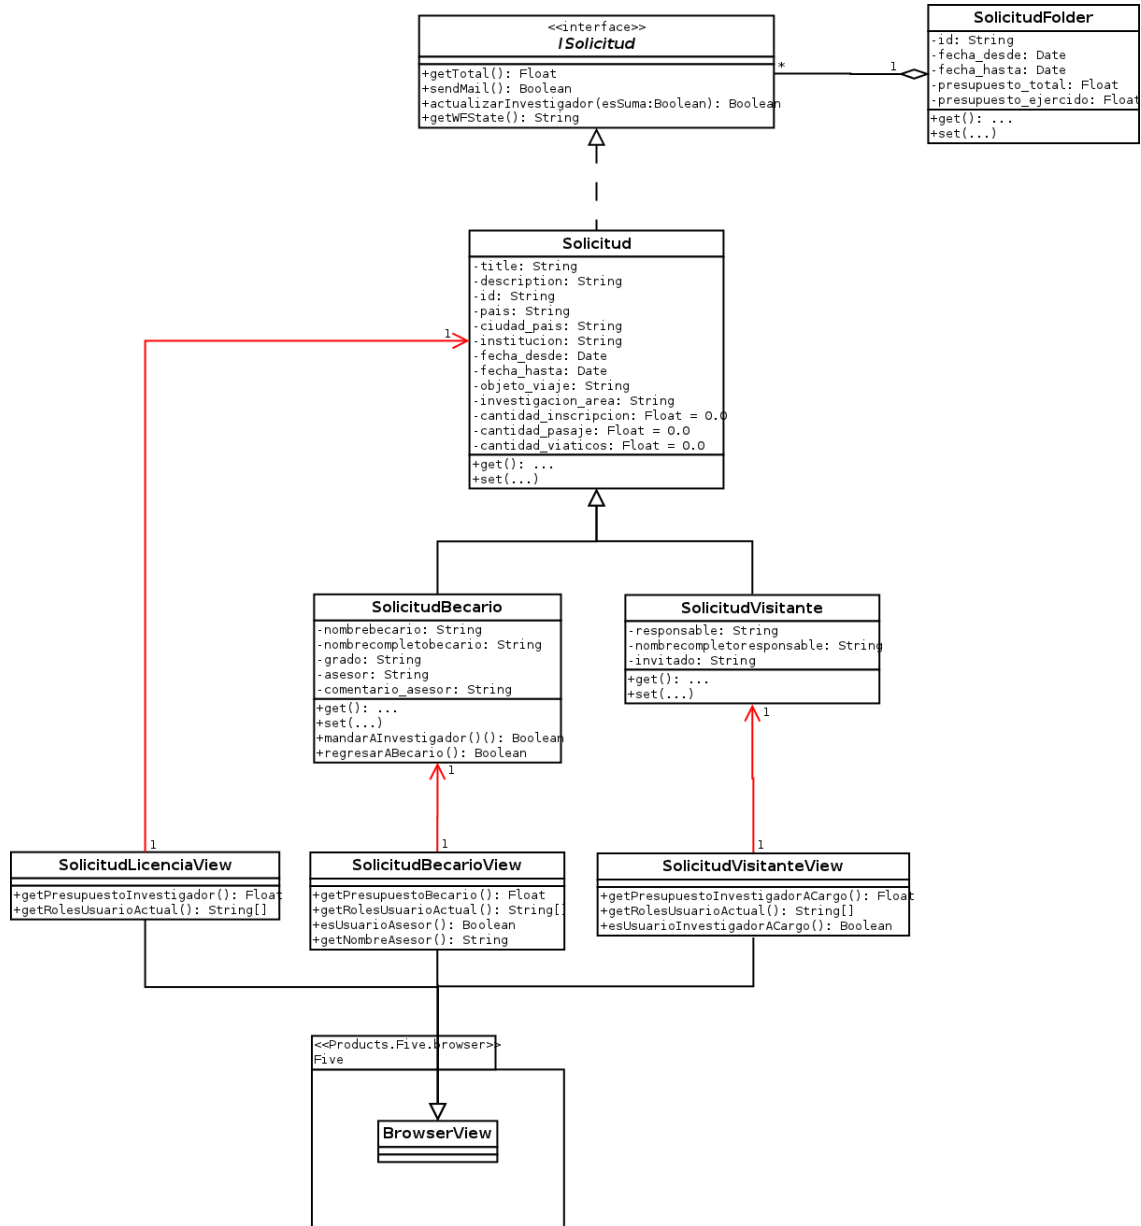 <<interface>>
ISolicitud
+getTotal(): Float
+sendMail(): Boolean
+actualizarInvestigador(esSuma:Boolean): Boolean
+getWFState(): String
*
1
SolicitudFolder
-id: String
-fecha_desde: Date
-fecha_hasta: Date
-presupuesto_total: Float
-presupuesto_ejercido: Float
+get(): ...
+set(...)
Solicitud
-title: String
-description: String
-id: String
-pais: String
-ciudad_pais: String
-institucion: String
-fecha_desde: Date
-fecha_hasta: Date
-objeto_viaje: String
-investigacion_area: String
-cantidad_inscripcion: Float = 0.0
-cantidad_pasaje: Float = 0.0
-cantidad_viaticos: Float = 0.0
+get(): ...
+set(...)
1
SolicitudBecario
-nombrebecario: String
-nombrecompletobecario: String
-grado: String
-asesor: String
-comentario_asesor: String
+get(): ...
+set(...)
+mandarAInvestigador()(): Boolean
+regresarABecario(): Boolean
1
SolicitudVisitante
-responsable: String
-nombrecompletoresponsable: String
-invitado: String
+get(): ...
+set(...)
1
1
SolicitudLicenciaView
+getPresupuestoInvestigador(): Float
+getRolesUsuarioActual(): String[]
1
SolicitudBecarioView
+getPresupuestoBecario(): Float
+getRolesUsuarioActual(): String[]
+esUsuarioAsesor(): Boolean
+getNombreAsesor(): String
1
SolicitudVisitanteView
+getPresupuestoInvestigadorACargo(): Float
+getRolesUsuarioActual(): String[]
+esUsuarioInvestigadorACargo(): Boolean
<<Products.Five.browser>>
Five
BrowserView